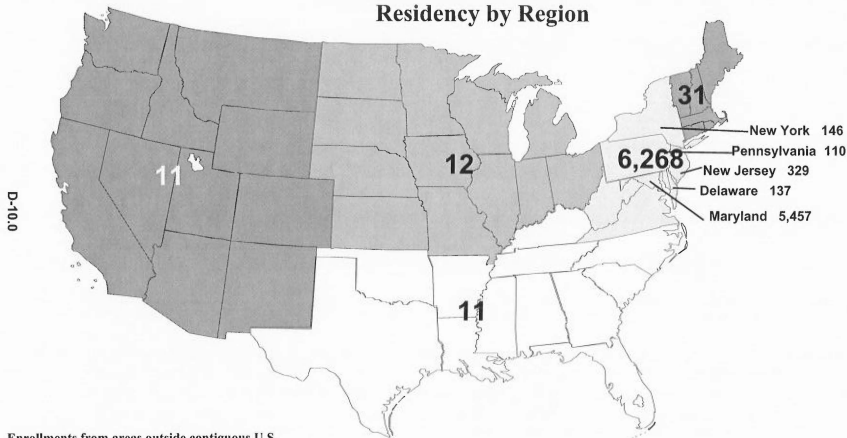 Residency by Region
31
New York 146
Pennsylvania 110
6,268
12
New Jersey 329
11
Delaware 137
Maryland 5,457
D-10.0
11
Enrollments from areas outside contiguous U.S.